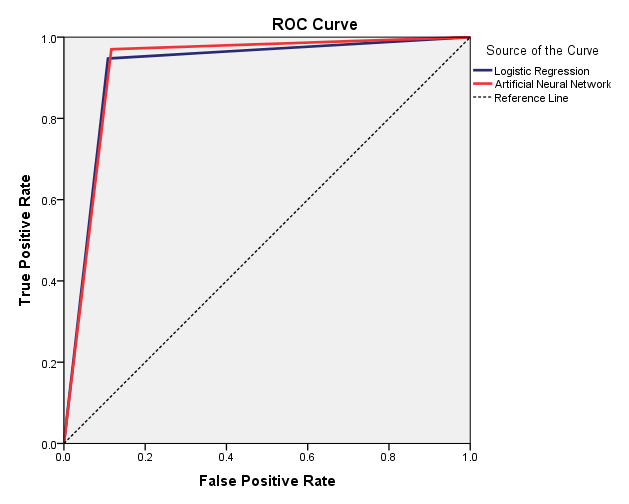 ROC Curve
Source of the Curve
Logistic Regression
Artificial Neural Network
Reference Line
True Positive Rate
1.0
0.8
0.6
0.4
0.2
0.0
0.0 0.2 0.4 0.6 0.8 1.0
False Positive Rate